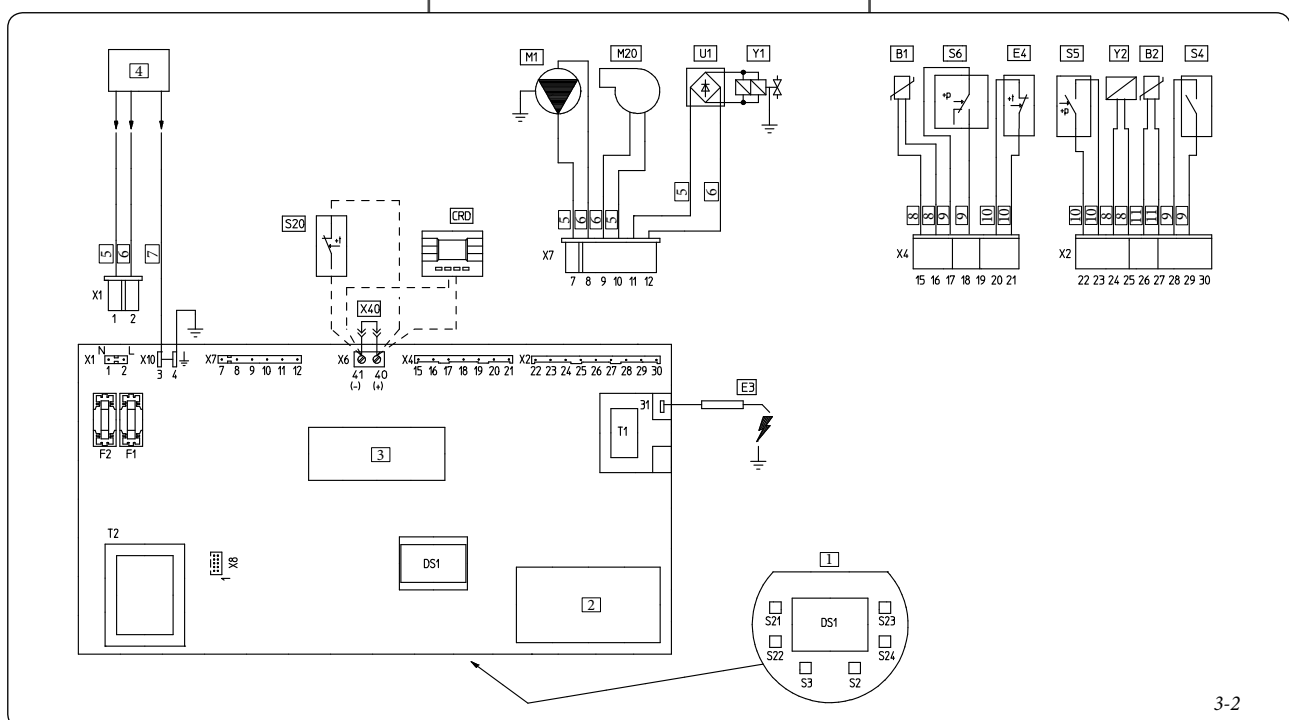 4
M1 M20 U1 Y1
B1 S6 E4 S5 Y2 B2 S4
+p +t +p
S20 CRD
+t
5 6 7
5 6 6 5 5 6
8 8 9 9 10 10
10 10 8 8 11 11 9 9
X1
1 2
X7
7 8 9 10 11 12
X4
15 16 17 18 19 20 21
X2
22 23 24 25 26 27 28 29 30
X40
X1 N L X10 X7 X6 X4 X2
1 2 3 4 7 8 9 10 11 12 41 40 15 16 17 18 19 20 21 22 23 24 25 26 27 28 29 30
(-) (+)
E3
31
T1
F2 F1
3
T2
X8
1
DS1
2
1
S21 DS1 S23
S22 S24
S3 S2
3-2